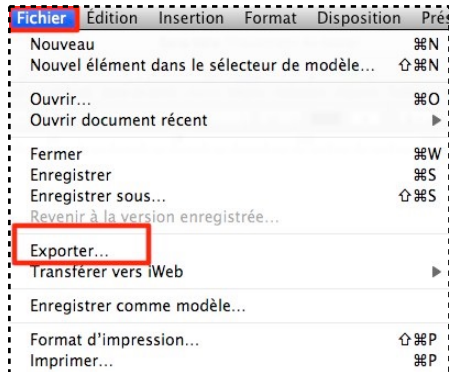 Fichier Édition Insertion Format Disposition
Nouveau ⌘N
Nouvel élément dans le sélecteur de modèle... ⇧⌘N
Ouvrir... ⌘O
Ouvrir document récent ▶
Fermer ⌘W
Enregistrer ⌘S
Enregistrer sous... ⇧⌘S
Revenir à la version enregistrée...
Exporter...
Transférer vers iWeb ▶
Enregistrer comme modèle...
Format d'impression... ⇧⌘P
Imprimer... ⌘P